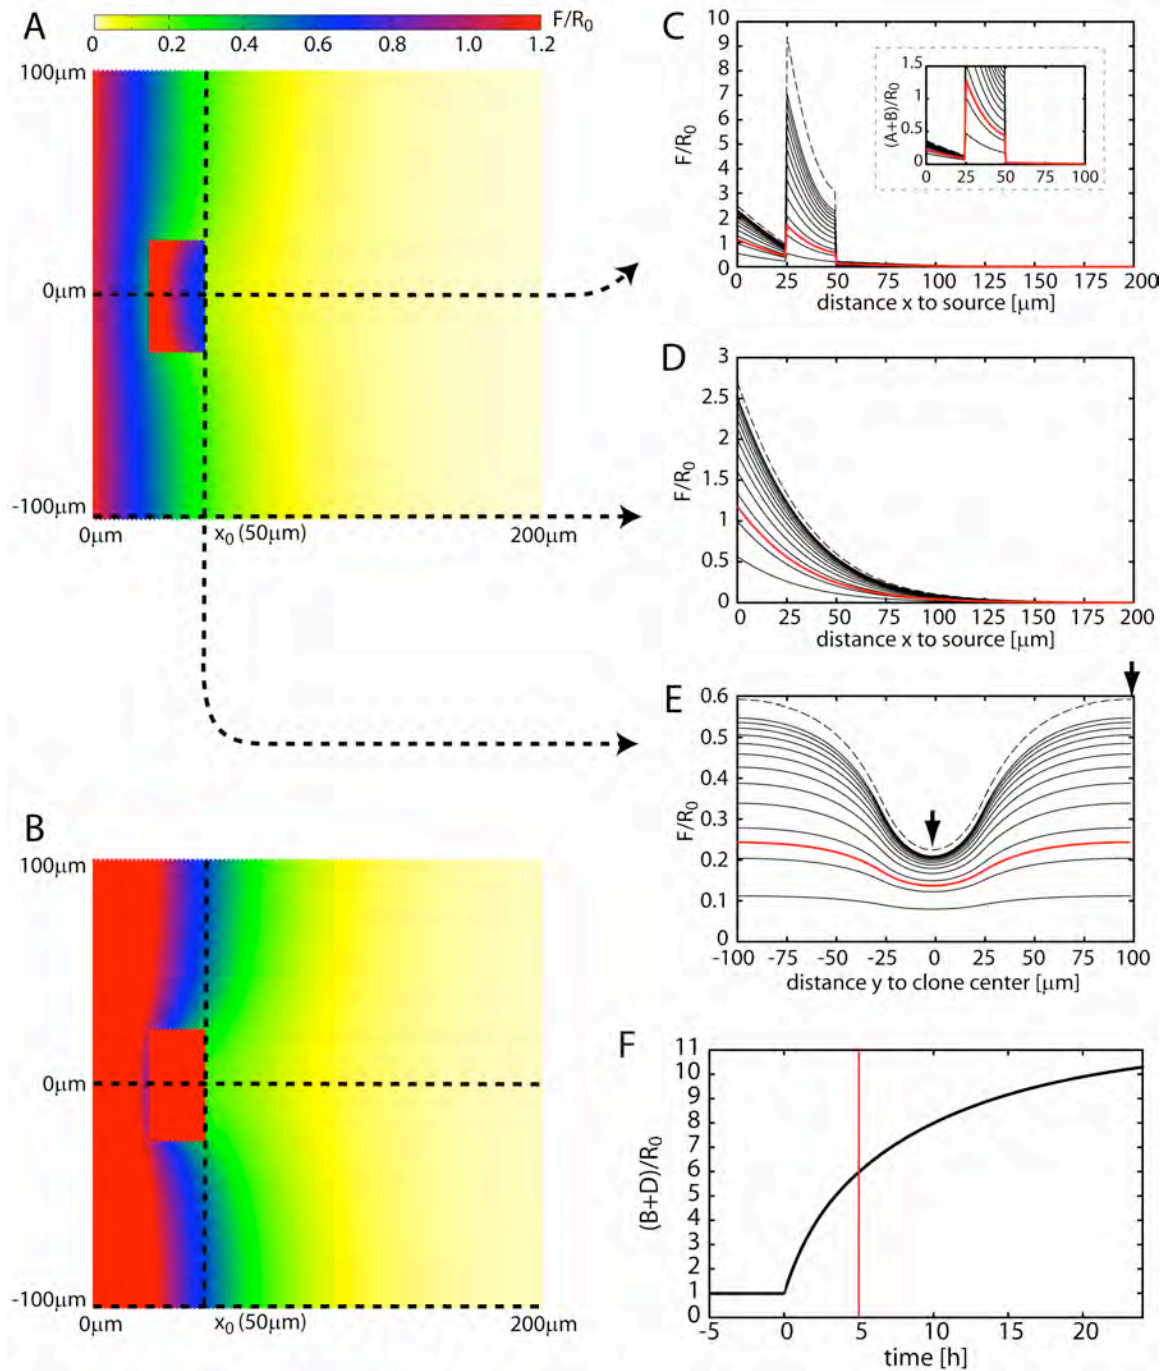 A
F/R0
0 0.2 0.4 0.6 0.8 1.0 1.2
100μm
0μm
-100μm
0μm x0 (50μm) 200μm
B
100μm
0μm
-100μm
0μm x0 (50μm) 200μm
C
F/R0
10
9
8
7
6
5
4
3
2
1
0
0 25 50 75 100 125 150 175 200
distance x to source [μm]
(A+B)/R0
1.5
1
0.5
0
0 25 50 75 100
D
F/R0
3
2.5
2
1.5
1
0.5
0
0 25 50 75 100 125 150 175 200
distance x to source [μm]
E
F/R0
0.6
0.5
0.4
0.3
0.2
0.1
0
-100 -75 -50 -25 0 25 50 75 100
distance y to clone center [μm]
F
(B+D)/R0
11
10
9
8
7
6
5
4
3
2
1
0
-5 0 5 10 15 20
time [h]